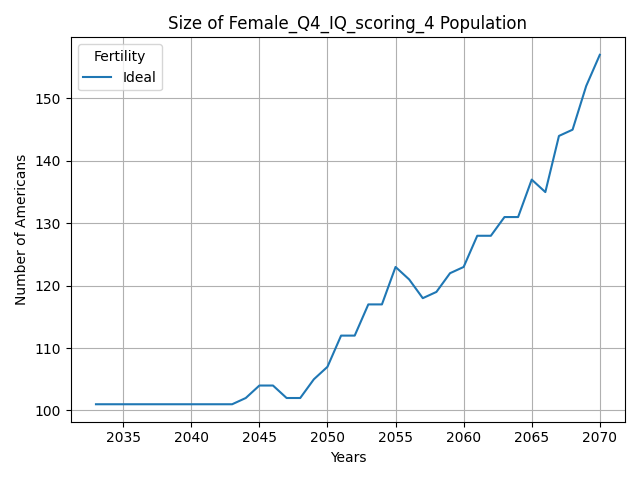 Size of Female_Q4_IQ_scoring_4 Population
Fertility
Ideal
Number of Americans
150
140
130
120
110
100
2035 2040 2045 2050 2055 2060 2065 2070
Years